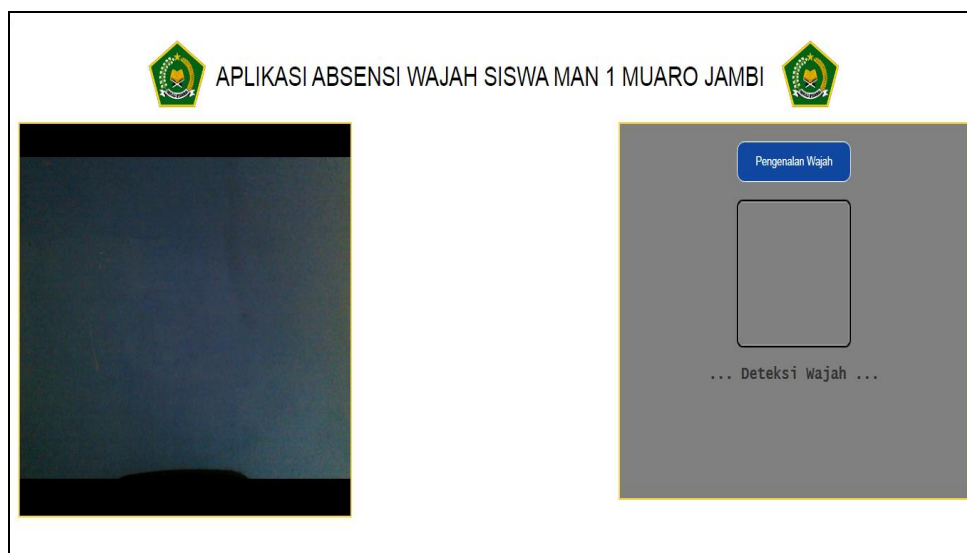 APLIKASI ABSENSI WAJAH SISWA MAN 1 MUARO JAMBI
Pengenalan Wajah
... Deteksi Wajah ...